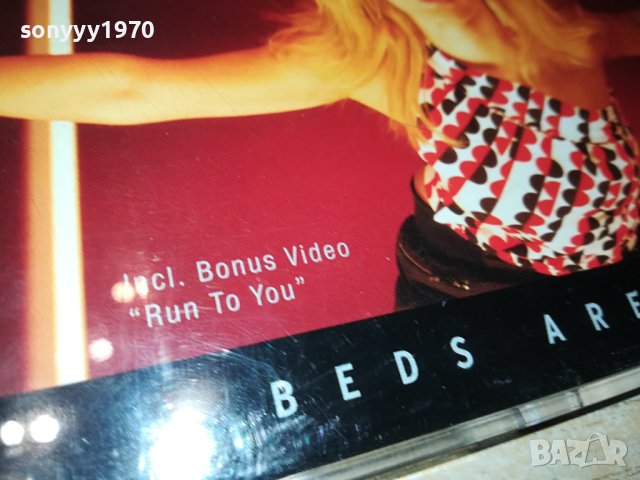 sonyyy1970
Incl. Bonus Video
"Run To You"
BEDS ARE
BAZAR